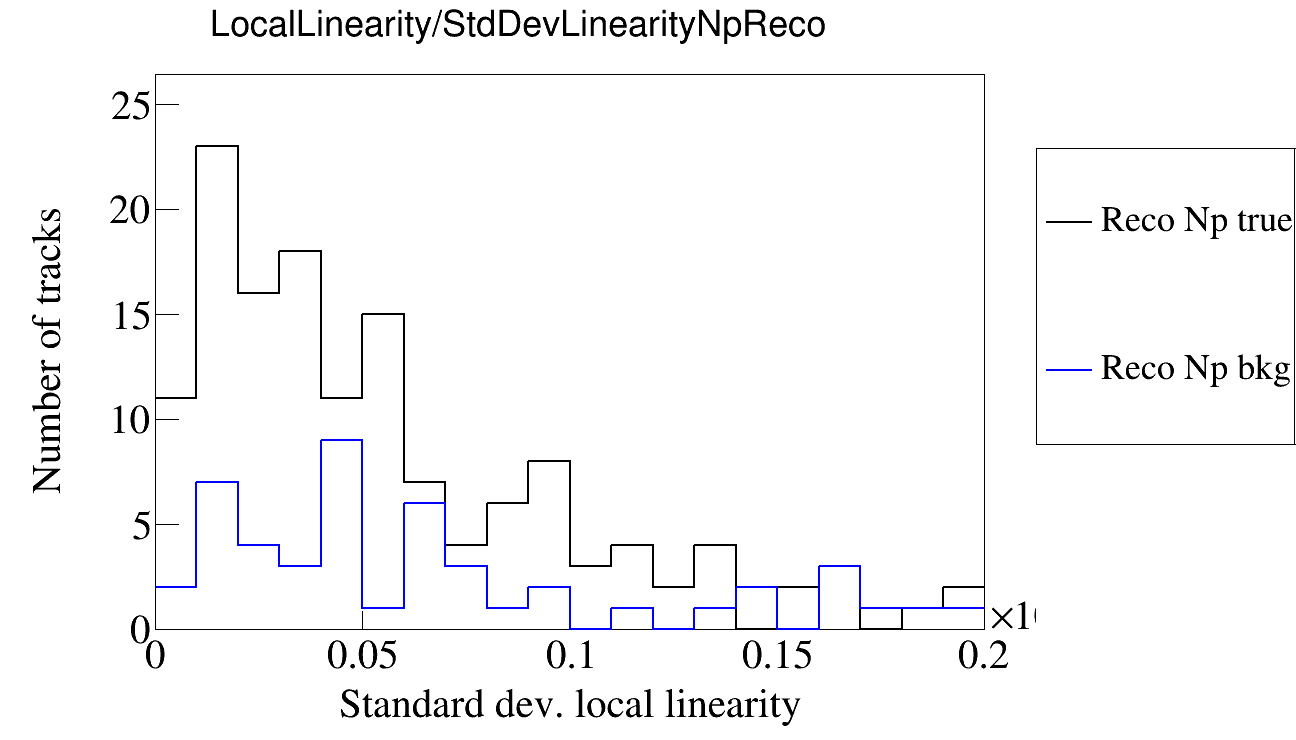 LocalLinearity/StdDevLinearityNpReco
25
20
15
10
5
0
Number of tracks
0 0.05 0.1 0.15 0.2
Standard dev. local linearity
Reco Np true
Reco Np bkg